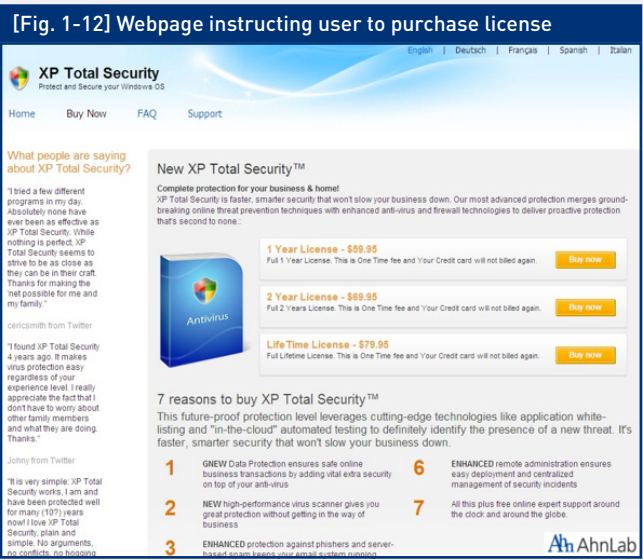 [Fig. 1-12] Webpage instructing user to purchase license
English | Deutsch | Français | Spanish | Italian
XP Total Security
Protect and Secure your Windows OS
Home Buy Now FAQ Support
What people are saying
about XP Total Security?
"I tried a few different
programs in my day.
Absolutely none have
ever been as effective as
XP Total Security. While
nothing is perfect, XP
Total Security seems to
strive to be as close as
they can be in their craft.
Thanks for making the
'net possible for me and
my family."
cericsmith from Twitter
"I found XP Total Security
4 years ago. It makes
virus protection easy
regardless of your
experience level. I really
appreciate the fact that I
don't have to worry about
other family members
and what they are doing.
Thanks."
Johny from Twitter
"It is very simple: XP Total
Security works, I am and
have been protected well
for many (10?) years
now! I love XP Total
Security, plain and
simple. No arguments,
no conflicts, no hogging
New XP Total Security™
Complete protection for your business & home!
XP Total Security is faster, smarter security that won't slow your business down. Our most advanced protection merges ground-
breaking online threat prevention techniques with enhanced anti-virus and firewall technologies to deliver proactive protection
that's second to none.:
Antivirus
1 Year License - $59.95
Full 1 Year License. This is One Time fee and Your Credit card will not billed again.
Buy now
2 Year License - $69.95
Full 2 Years License. This is One Time fee and Your Credit card will not billed again.
Buy now
Life Time License - $79.95
Full Lifetime License. This is One Time fee and Your Credit card will not billed again.
Buy now
7 reasons to buy XP Total Security™
This future-proof protection level leverages cutting-edge technologies like application white-
listing and "in-the-cloud" automated testing to definitely identify the presence of a new threat. It's
faster, smarter security that won't slow your business down.
1 GNEW Data Protection ensures safe online
business transactions by adding vital extra security
on top of your anti-virus
2 NEW high-performance virus scanner gives you
great protection without getting in the way of
business
3 ENHANCED protection against phishers and server-
based spam keeps your email system running
6 ENHANCED remote administration ensures
easy deployment and centralized
management of security incidents
7 All this plus free online expert support around
the clock and around the globe.
AhnLab